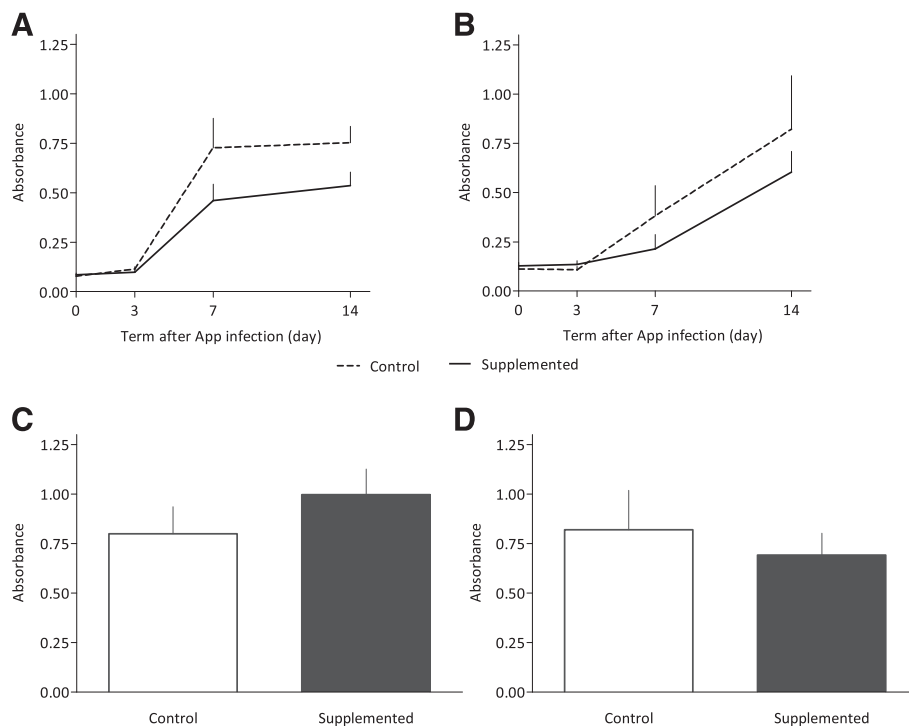 A
1.25
1.00
0.75
0.50
0.25
0.00
Absorbance
0 3 7 14
Term after App infection (day)
B
1.25
1.00
0.75
0.50
0.25
0.00
Absorbance
0 3 7 14
Term after App infection (day)
Control Supplemented
C
1.25
1.00
0.75
0.50
0.25
0.00
Absorbance
Control Supplemented
D
1.25
1.00
0.75
0.50
0.25
0.00
Absorbance
Control Supplemented